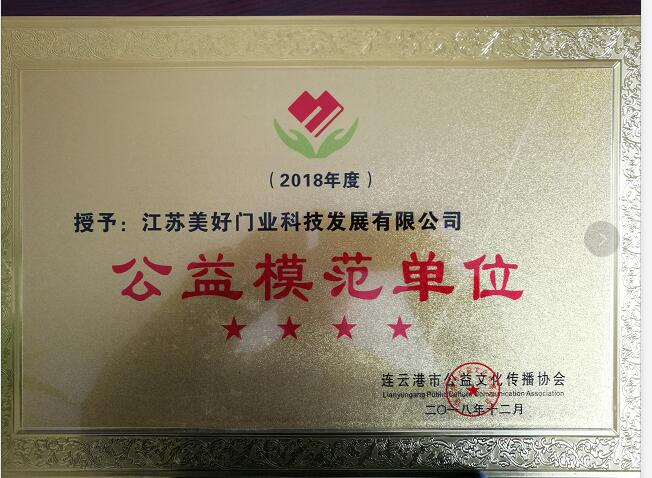 （2018年度）
授予：江苏美好门业科技发展有限公司
公益模范单位
★ ★ ★ ★
连云港市公益文化传播协会
Lianyungang Public Culture Communication Association
二〇一八年十二月